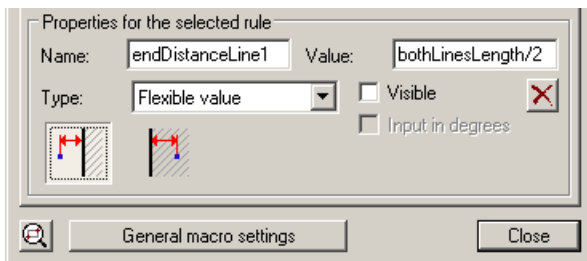 Properties for the selected rule
Name: endDistanceLine1 Value: bothLinesLength/2
Type: Flexible value Visible
Input in degrees
General macro settings Close